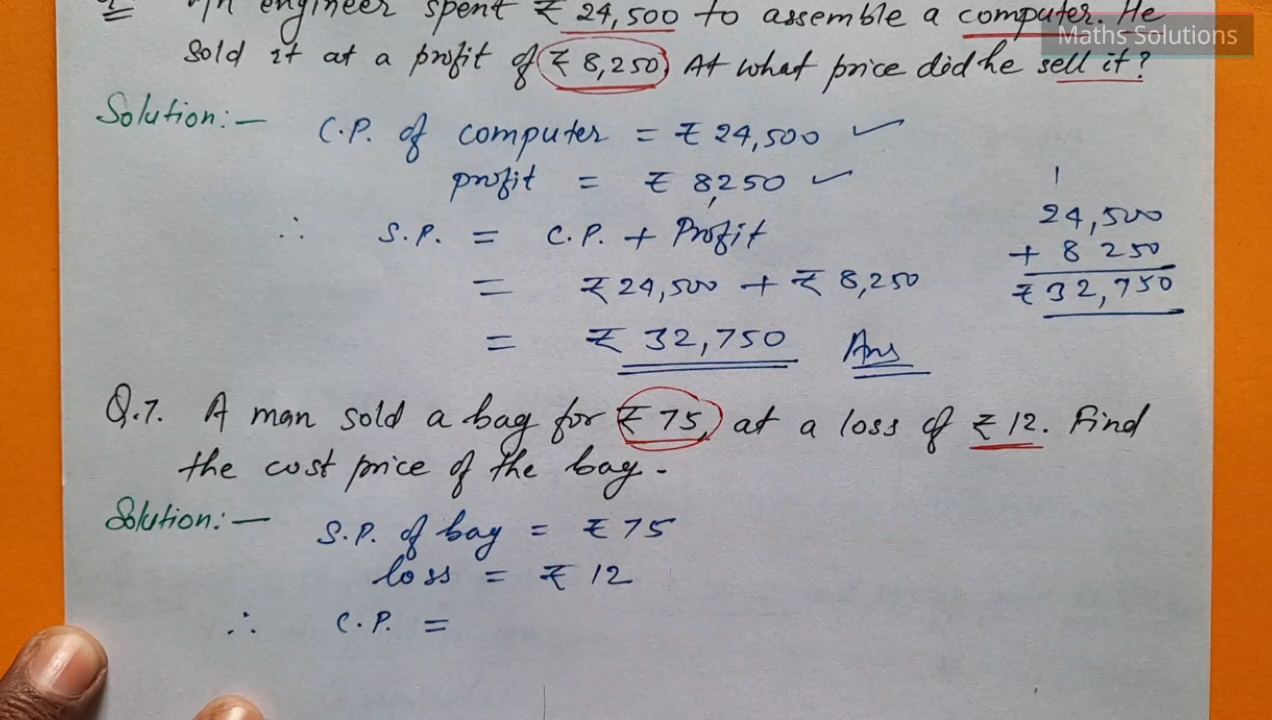 engineer spent ₹ 24,500 to assemble a computer. He
Maths Solutions
sold it at a profit of ₹ 8,250 At what price did he sell it?
Solution:-
C.P. of computer = ₹ 24,500 ✓
profit = ₹ 8,250 ✓
∴ S.P. = C.P. + Profit
= ₹ 24,500 + ₹ 8,250
= ₹ 32,750 Ans
1
24,500
+ 8 250
₹ 32,750
Q.7. A man sold a bag for ₹ 75, at a loss of ₹ 12. Find
the cost price of the bag.
Solution:-
S.P. of bag = ₹ 75
loss = ₹ 12
∴ C.P. =